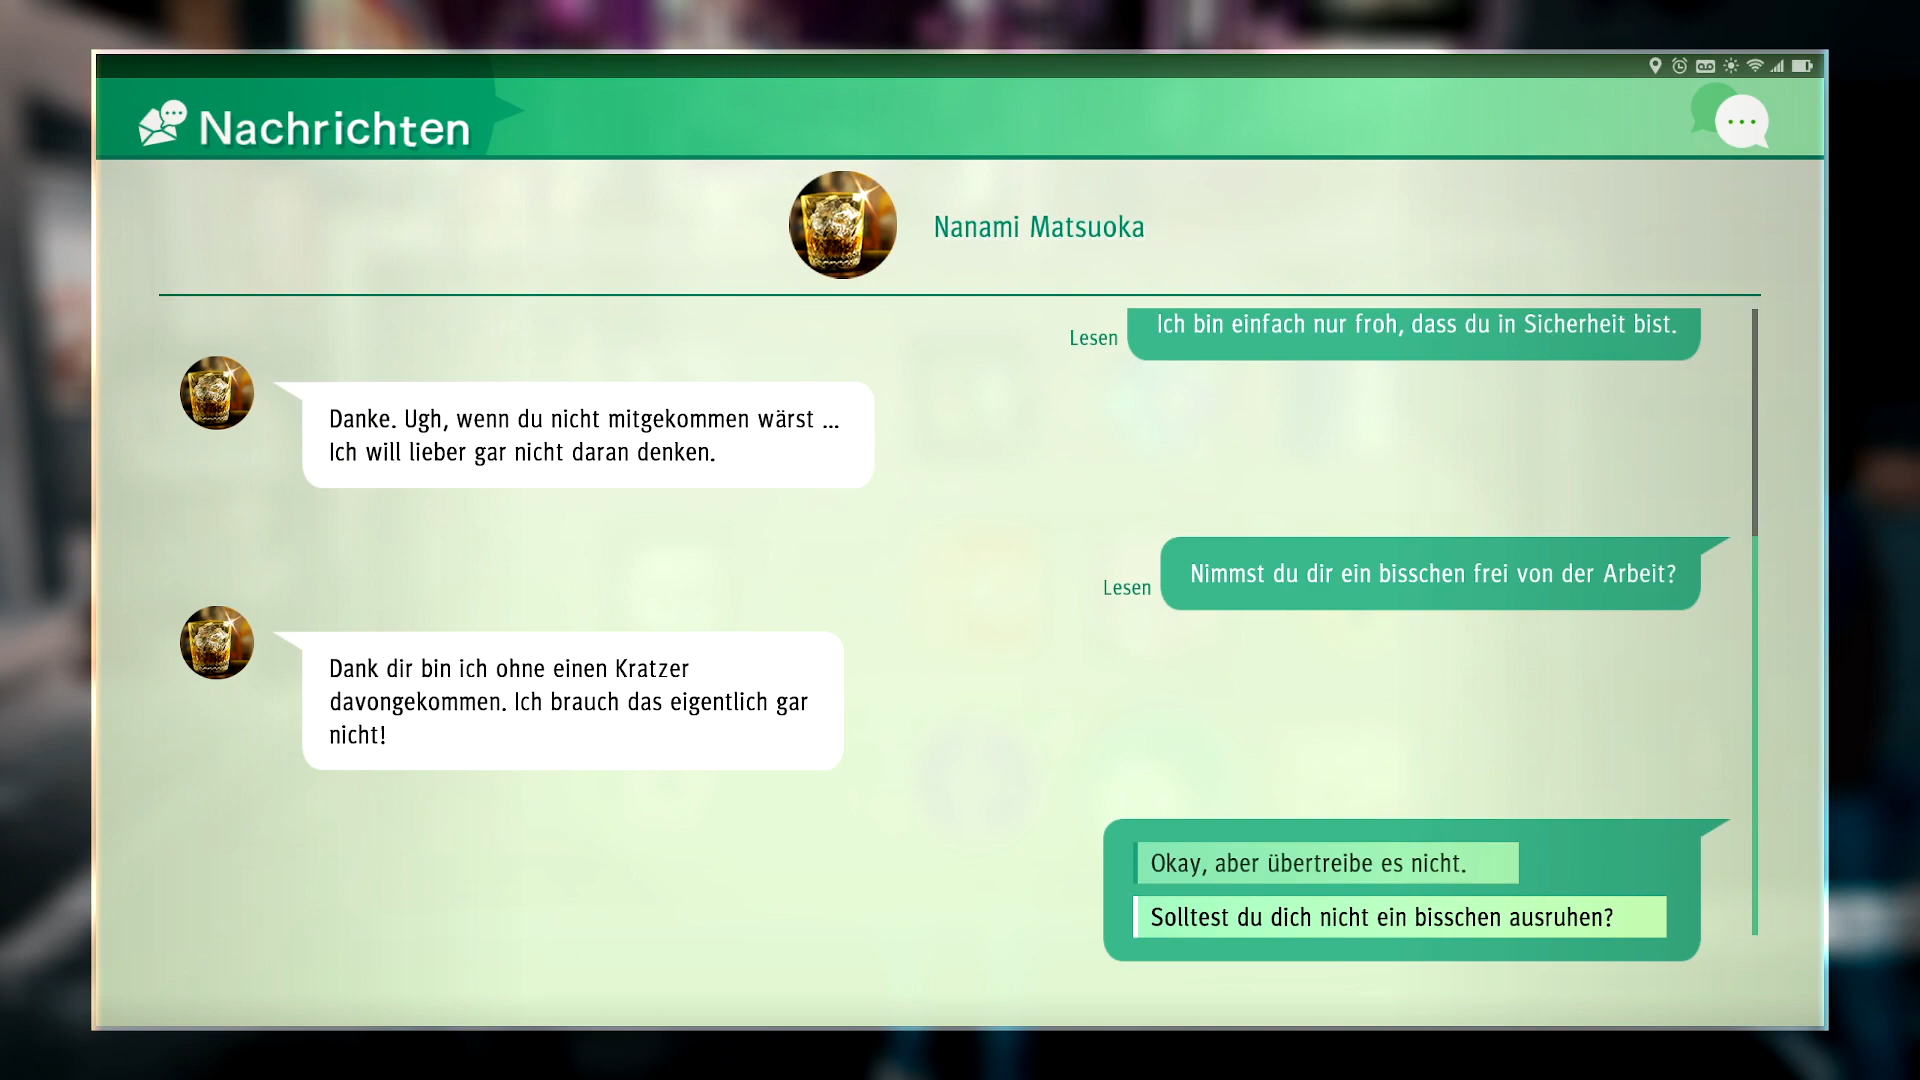 Nachrichten
Nanami Matsuoka
Ich bin einfach nur froh, dass du in Sicherheit bist.
Lesen
Danke. Ugh, wenn du nicht mitgekommen wärst ...
Ich will lieber gar nicht daran denken.
Nimmst du dir ein bisschen frei von der Arbeit?
Lesen
Dank dir bin ich ohne einen Kratzer
davongekommen. Ich brauch das eigentlich gar
nicht!
Okay, aber übertreibe es nicht.
Solltest du dich nicht ein bisschen ausruhen?